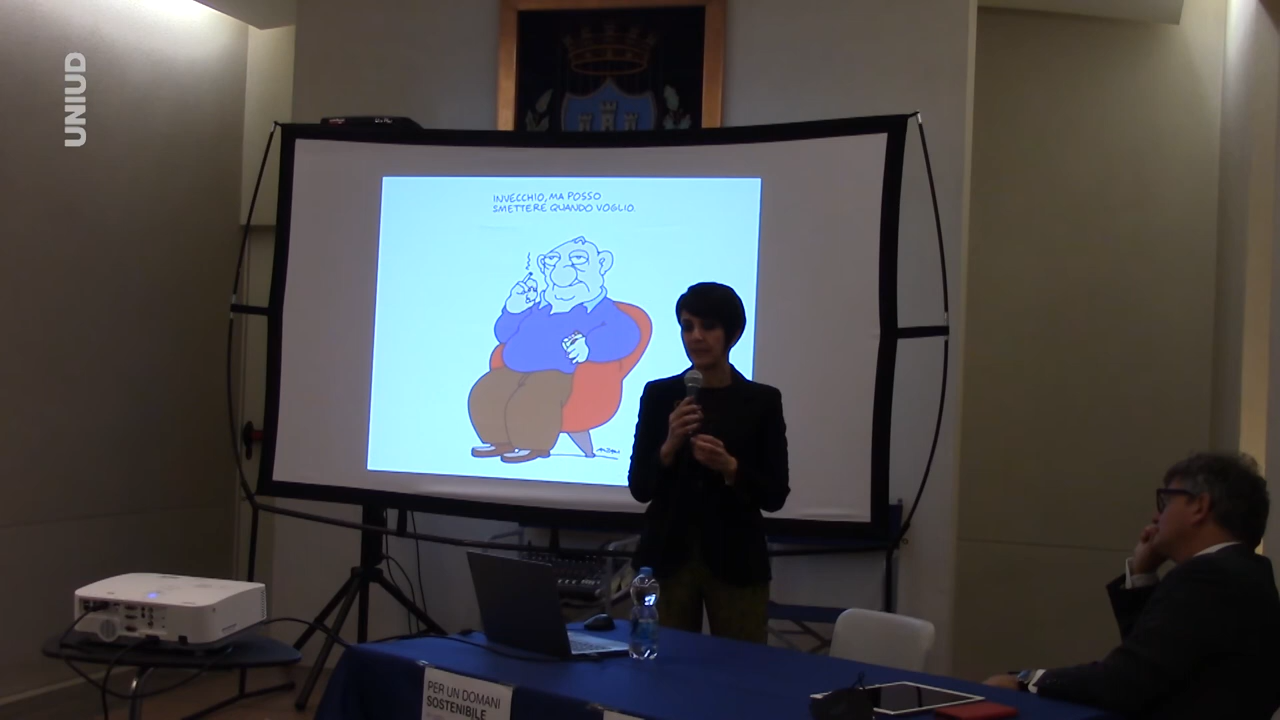 UNIUD
INVECCHIO, MA POSSO
SMETTERE QUANDO VOGLIO.
PER UN DOMANI
SOSTENIBILE